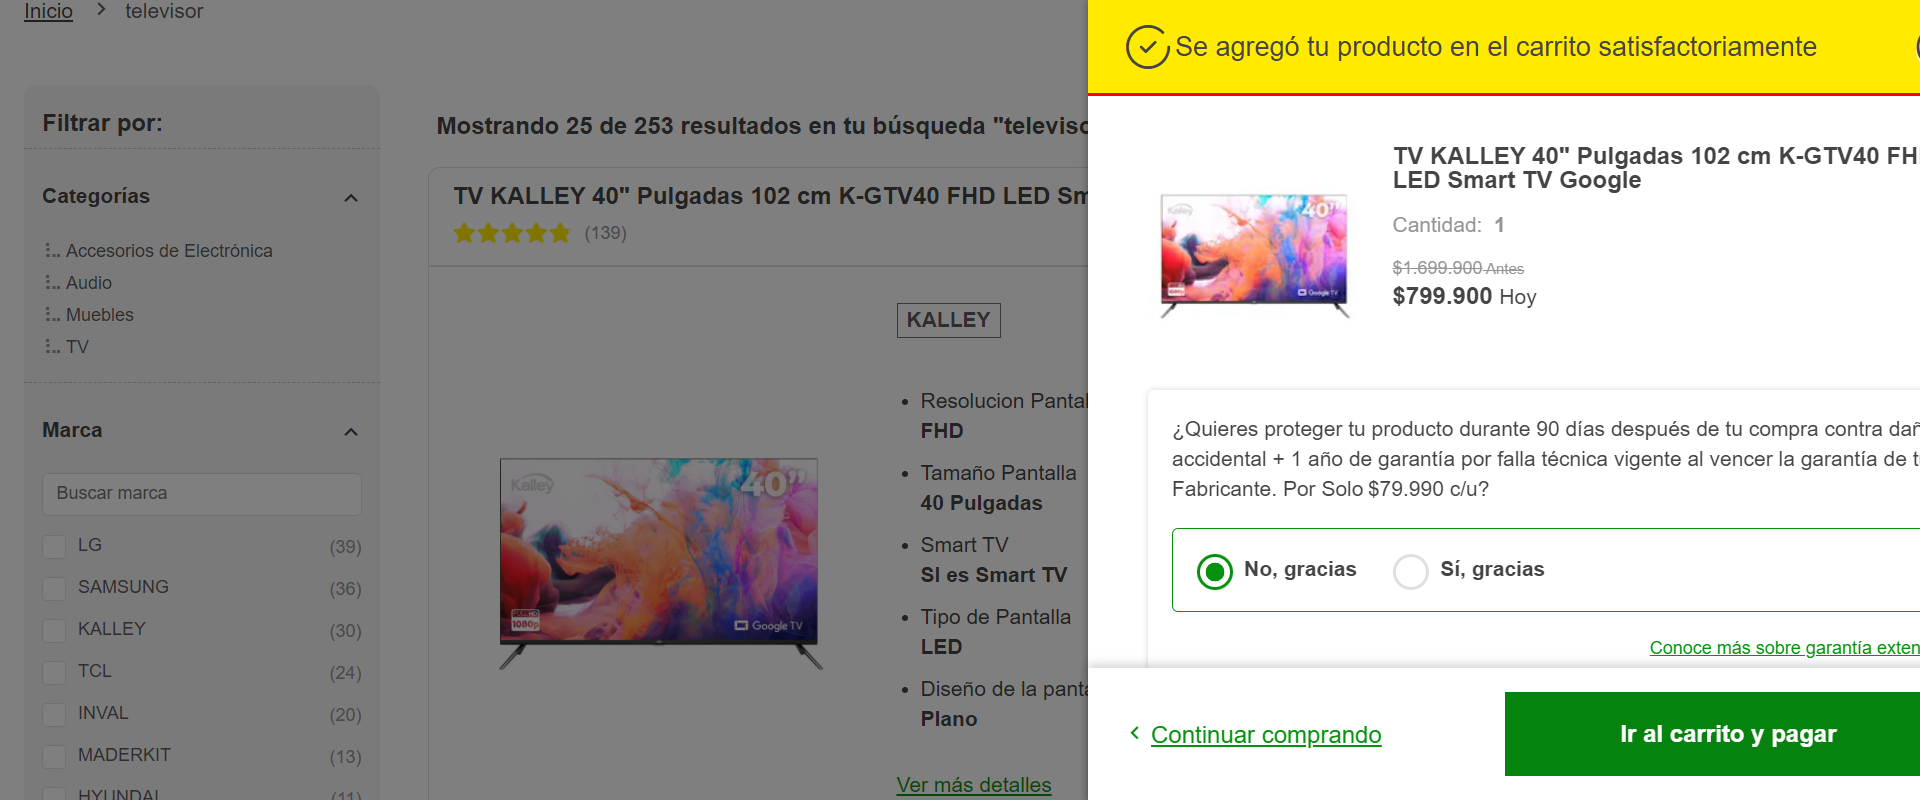 Inicio > televisor
Filtrar por:
Categorías
Accesorios de Electrónica
Audio
Muebles
TV
Marca
Buscar marca
LG (39)
SAMSUNG (36)
KALLEY (30)
TCL (24)
INVAL (20)
MADERKIT (13)
HYUNDAI (11)
Mostrando 25 de 253 resultados en tu búsqueda "televiso
TV KALLEY 40" Pulgadas 102 cm K-GTV40 FHD LED Sm
(139)
Kalley
40”
FULL HD
1080p
Google TV
KALLEY
Resolucion Pantal
FHD
Tamaño Pantalla
40 Pulgadas
Smart TV
SI es Smart TV
Tipo de Pantalla
LED
Diseño de la panta
Plano
Ver más detalles
Se agregó tu producto en el carrito satisfactoriamente
Kalley
40”
Google TV
TV KALLEY 40" Pulgadas 102 cm K-GTV40 FH
LED Smart TV Google
Cantidad: 1
$1.699.900 Antes
$799.900 Hoy
¿Quieres proteger tu producto durante 90 días después de tu compra contra dañ
accidental + 1 año de garantía por falla técnica vigente al vencer la garantía de t
Fabricante. Por Solo $79.990 c/u?
No, gracias
Sí, gracias
Conoce más sobre garantía exten
Continuar comprando
Ir al carrito y pagar